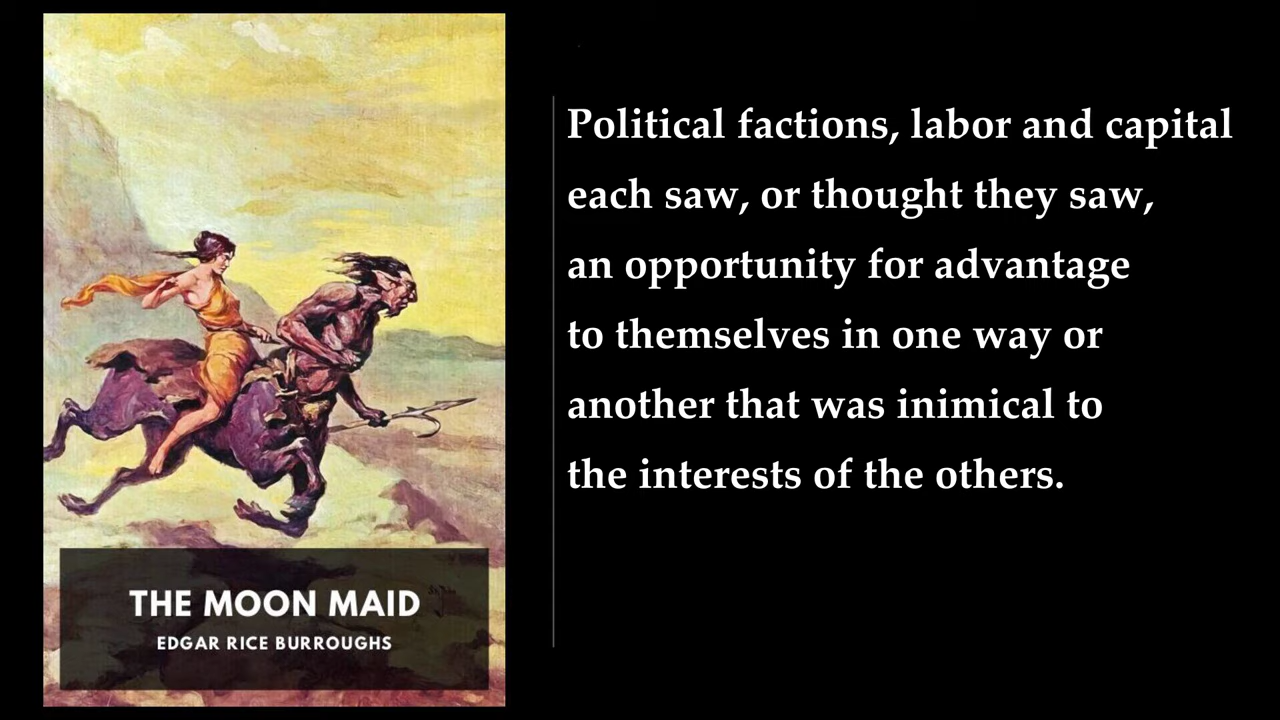 Political factions, labor and capital
each saw, or thought they saw,
an opportunity for advantage
to themselves in one way or
another that was inimical to
the interests of the others.
THE MOON MAID
EDGAR RICE BURROUGHS